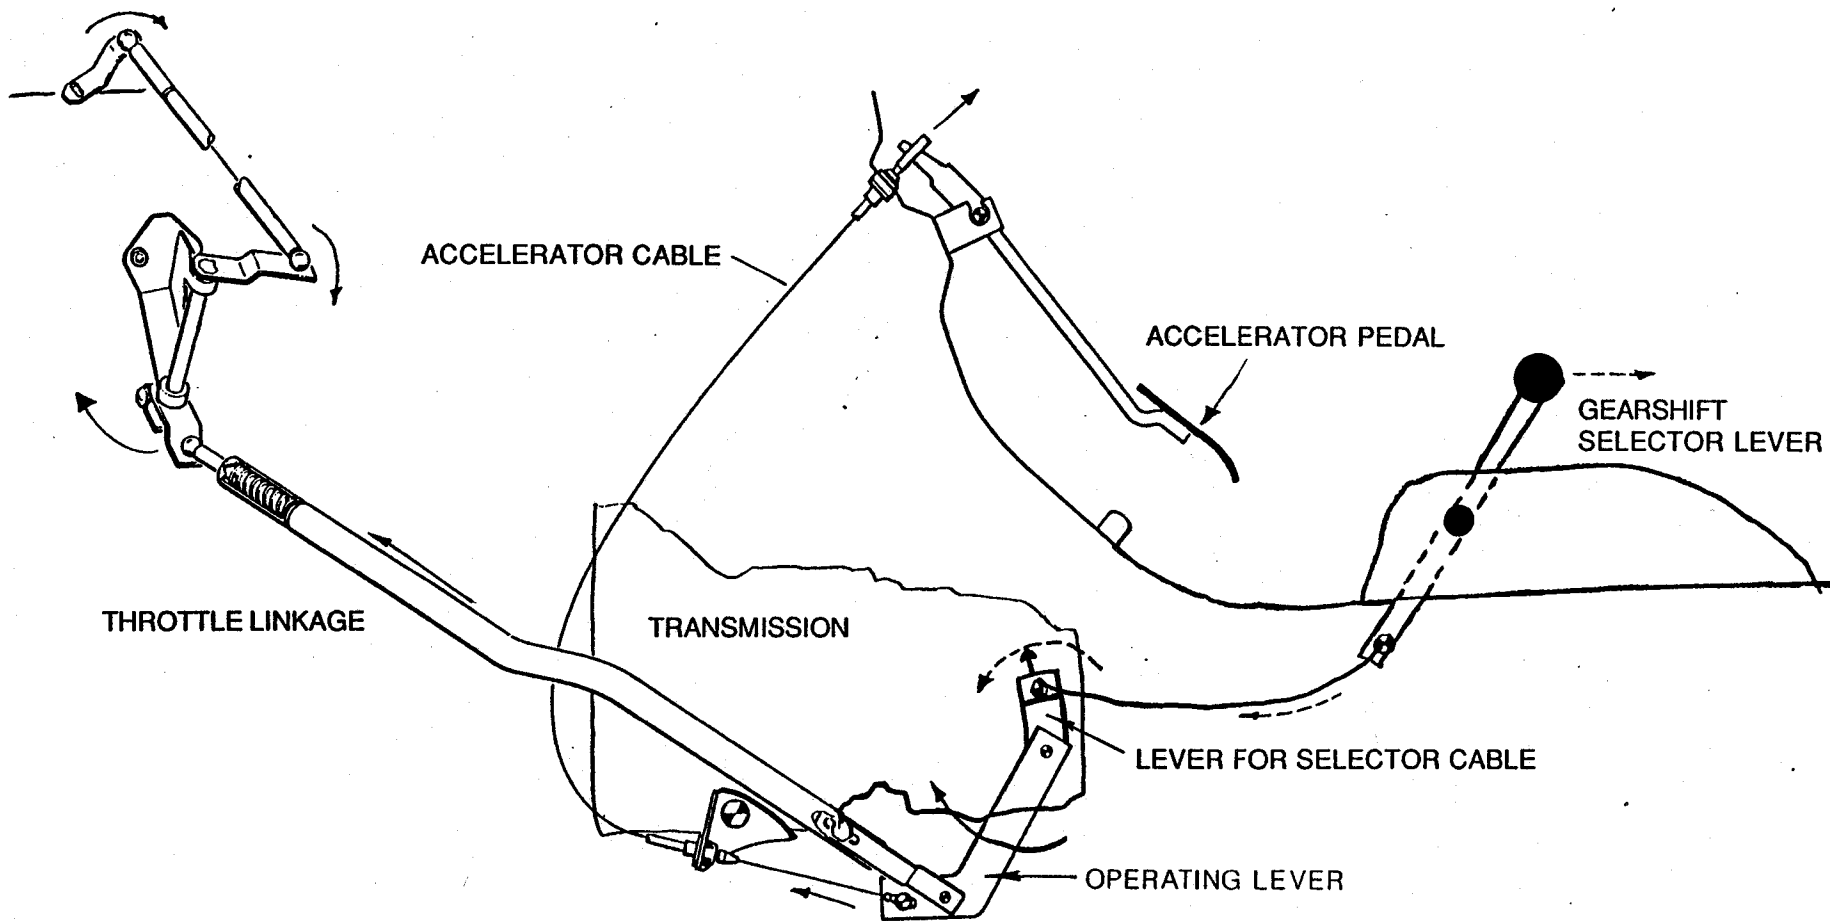 ACCELERATOR CABLE
ACCELERATOR PEDAL
GEARSHIFT
SELECTOR LEVER
THROTTLE LINKAGE
TRANSMISSION
LEVER FOR SELECTOR CABLE
OPERATING LEVER